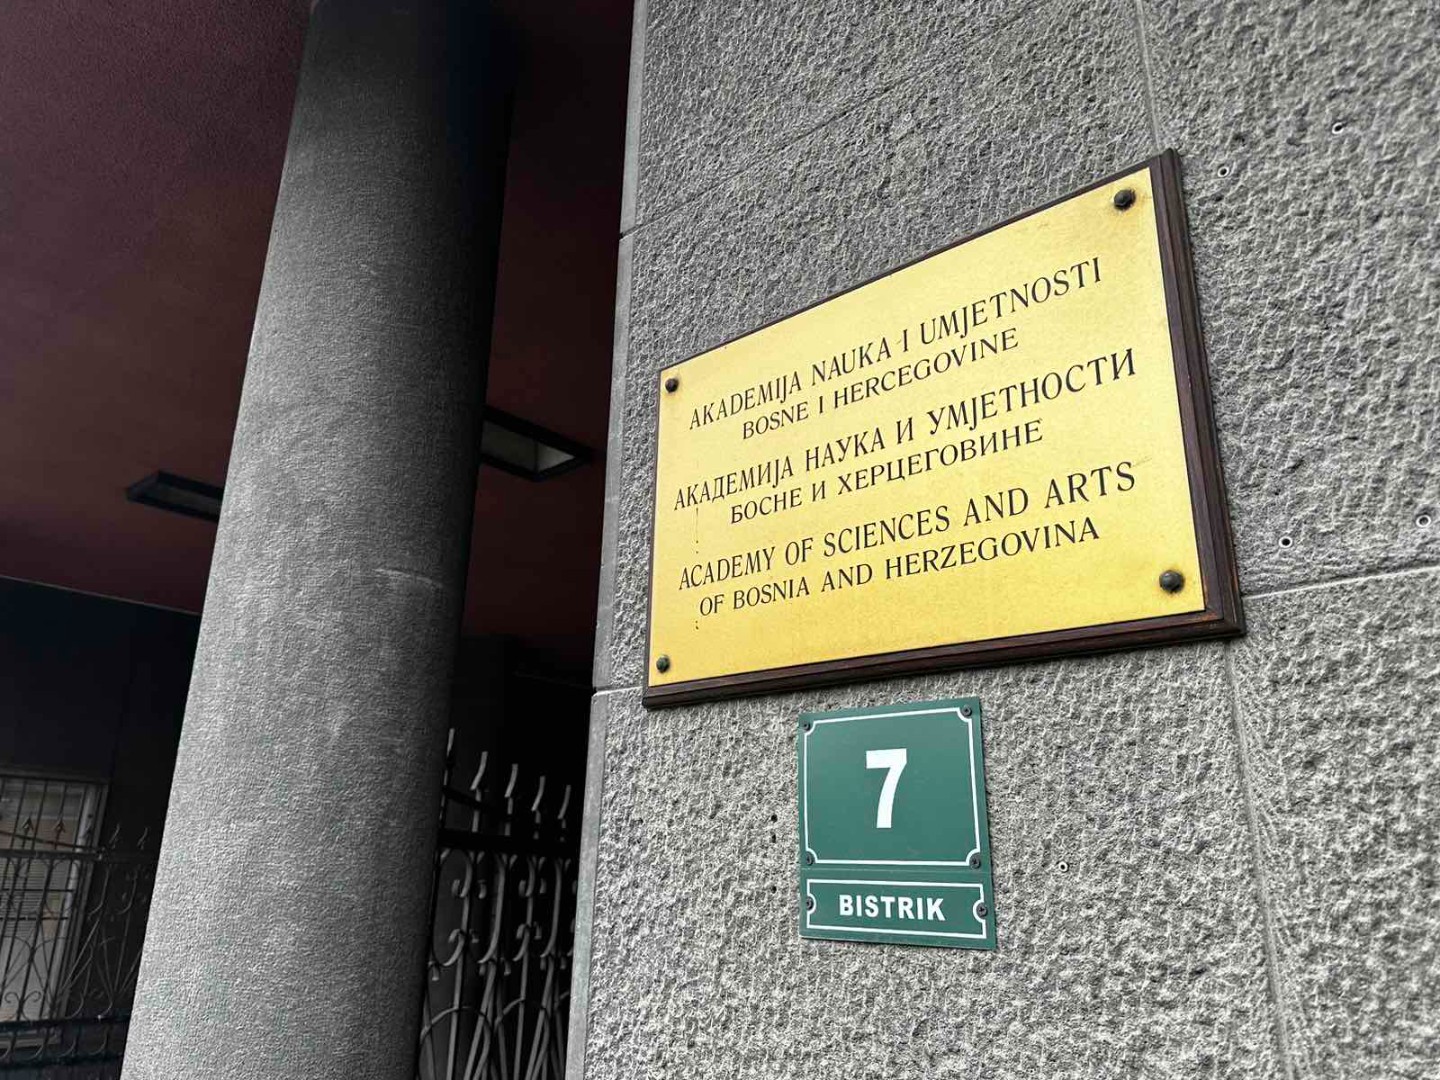 AKADEMIJA NAUKA I UMJETNOSTI
BOSNE I HERCEGOVINE
АКАДЕМИЈА НАУКА И УМЈЕТНОСТИ
БОСНЕ И ХЕРЦЕГОВИНЕ
ACADEMY OF SCIENCES AND ARTS
OF BOSNIA AND HERZEGOVINA
7
BISTRIK